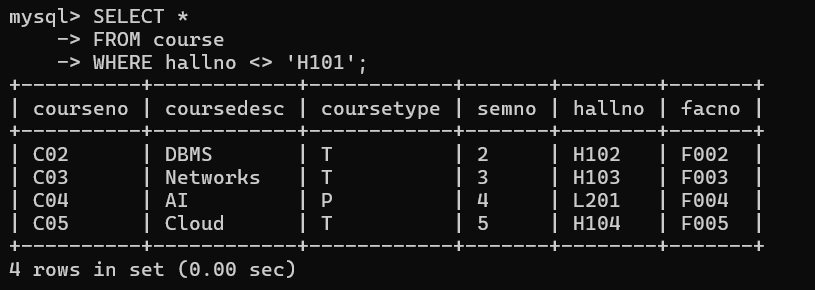 mysql> SELECT *
    -> FROM course
    -> WHERE hallno <> 'H101';
+----------+------------+------------+-------+--------+-------+
| courseno | coursedesc | coursetype | semno | hallno | facno |
+----------+------------+------------+-------+--------+-------+
| C02      | DBMS       | T          | 2     | H102   | F002  |
| C03      | Networks   | T          | 3     | H103   | F003  |
| C04      | AI         | P          | 4     | L201   | F004  |
| C05      | Cloud      | T          | 5     | H104   | F005  |
+----------+------------+------------+-------+--------+-------+
4 rows in set (0.00 sec)